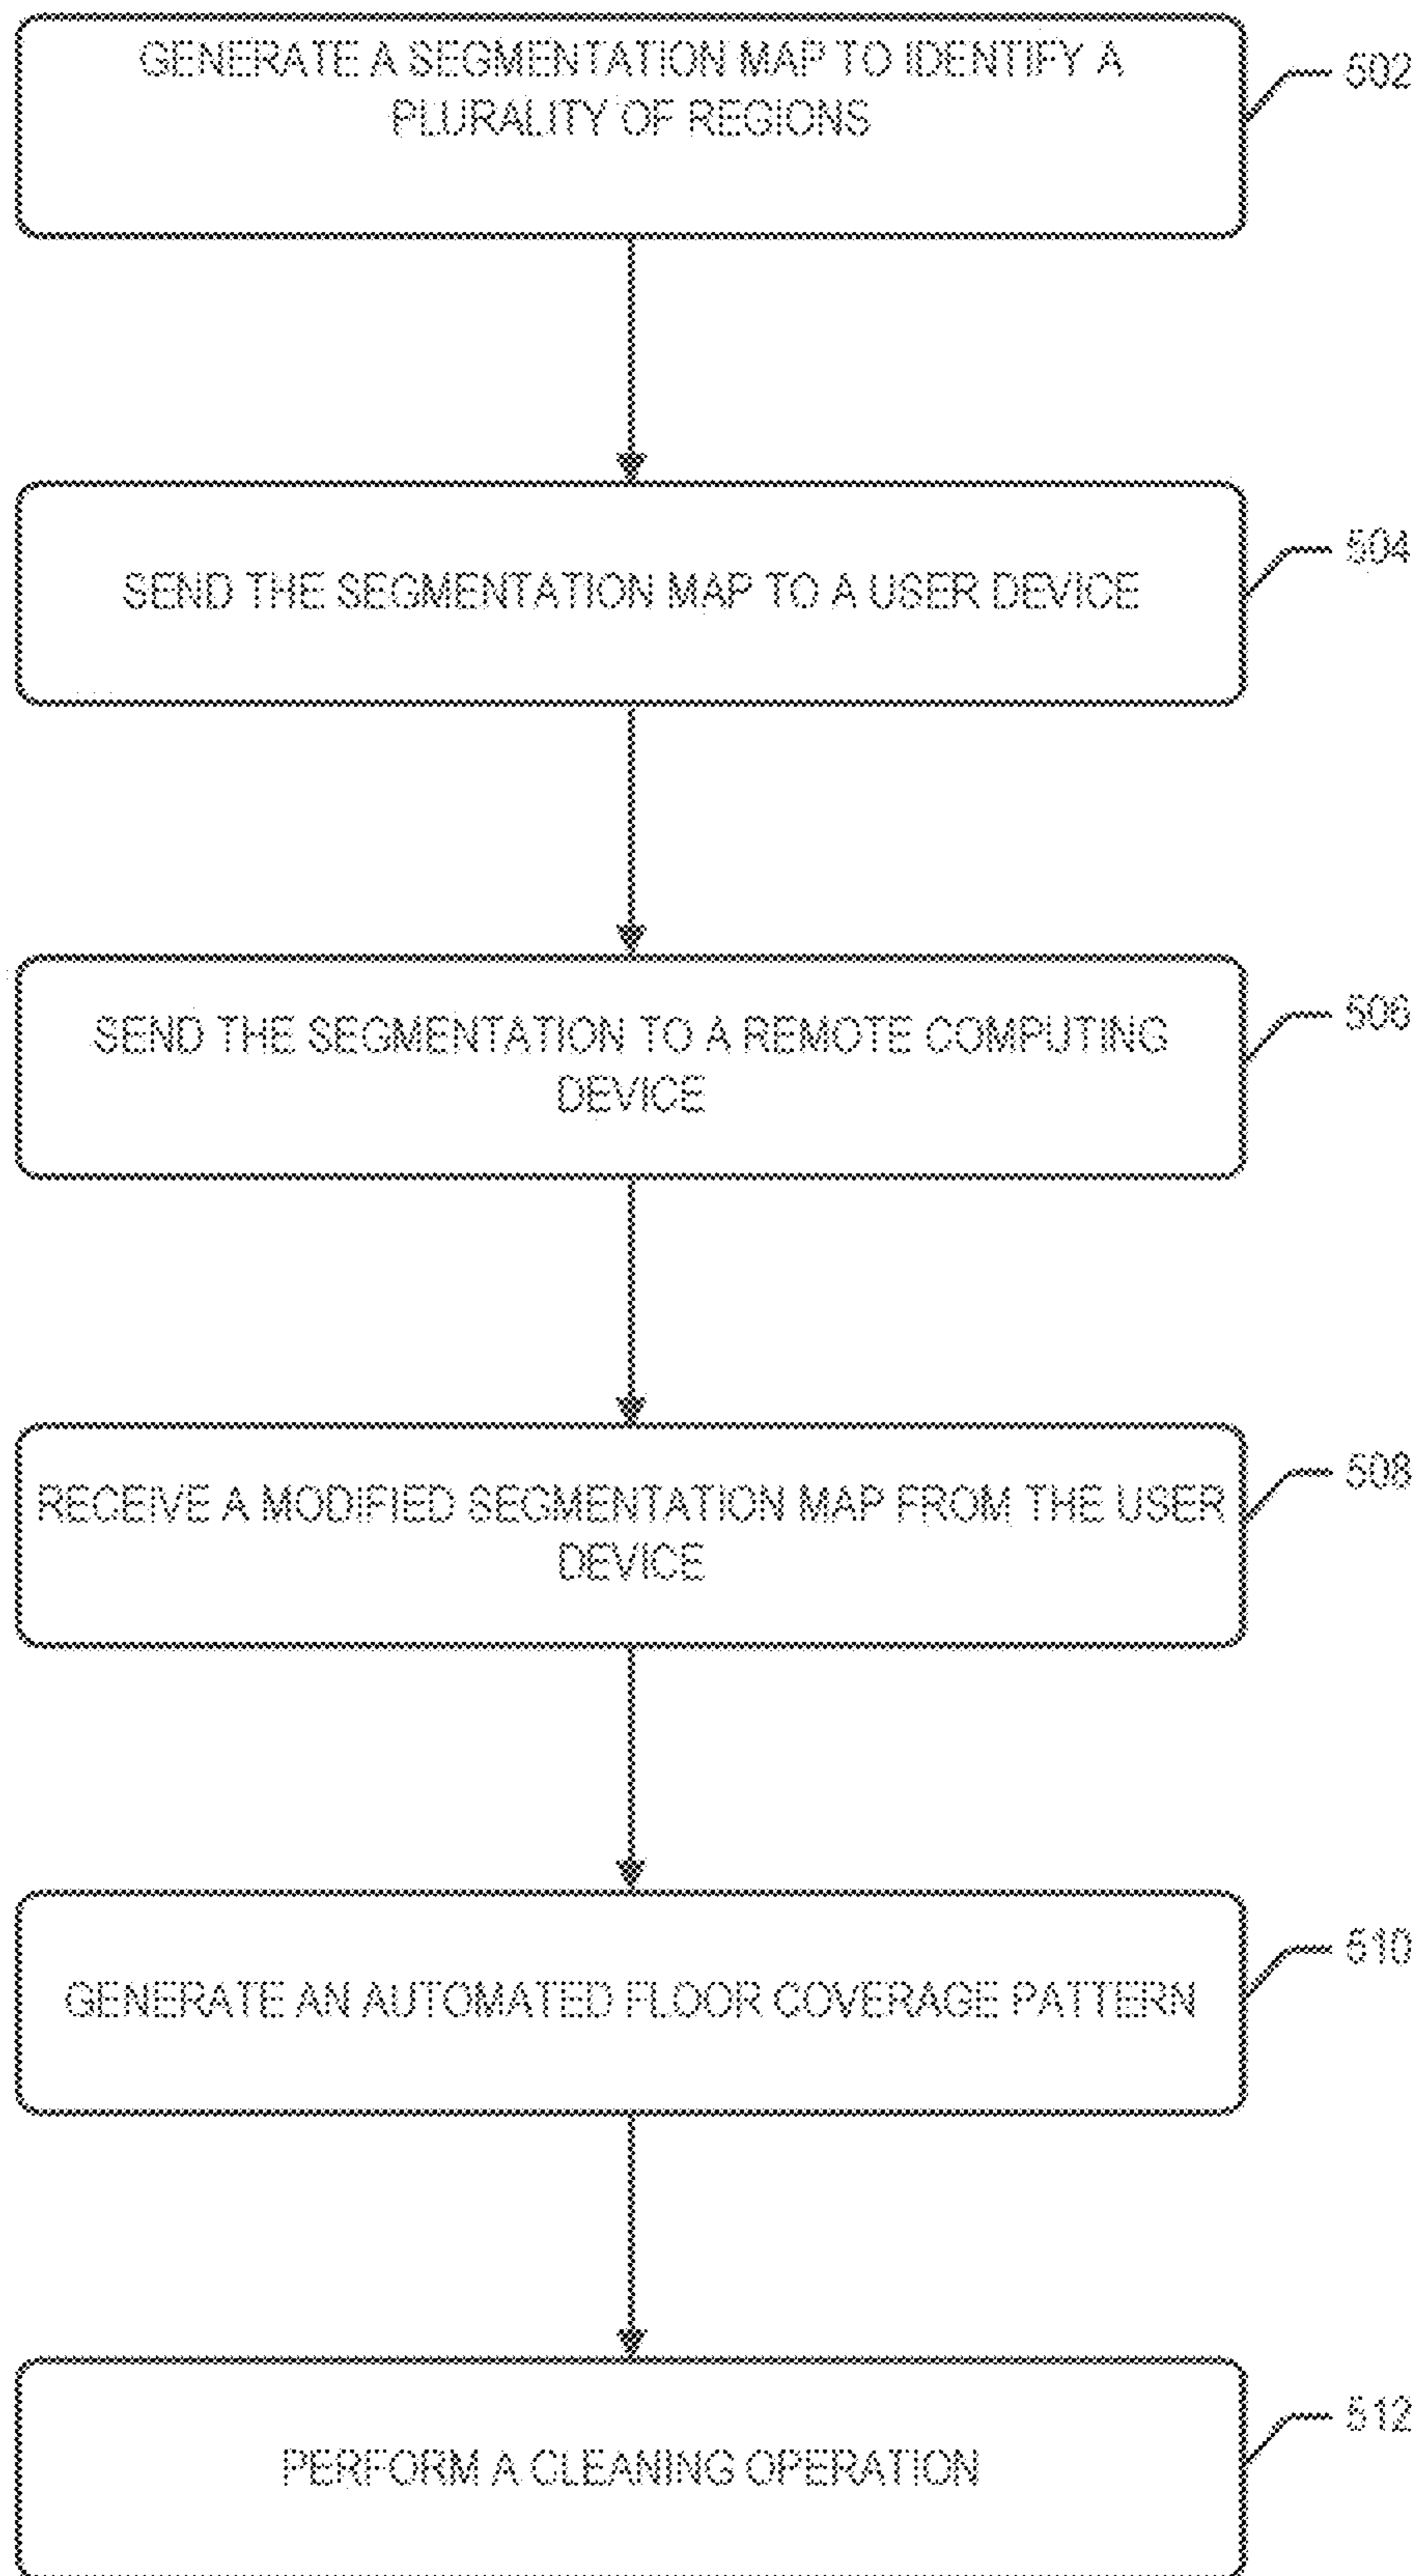 GENERATE A SEGMENTATION MAP TO IDENTIFY A
PLURALITY OF REGIONS
502
SEND THE SEGMENTATION MAP TO A USER DEVICE
504
SEND THE SEGMENTATION TO A REMOTE COMPUTING
DEVICE
506
RECEIVE A MODIFIED SEGMENTATION MAP FROM THE USER
DEVICE
508
GENERATE AN AUTOMATED FLOOR COVERAGE PATTERN
510
PERFORM A CLEANING OPERATION
512